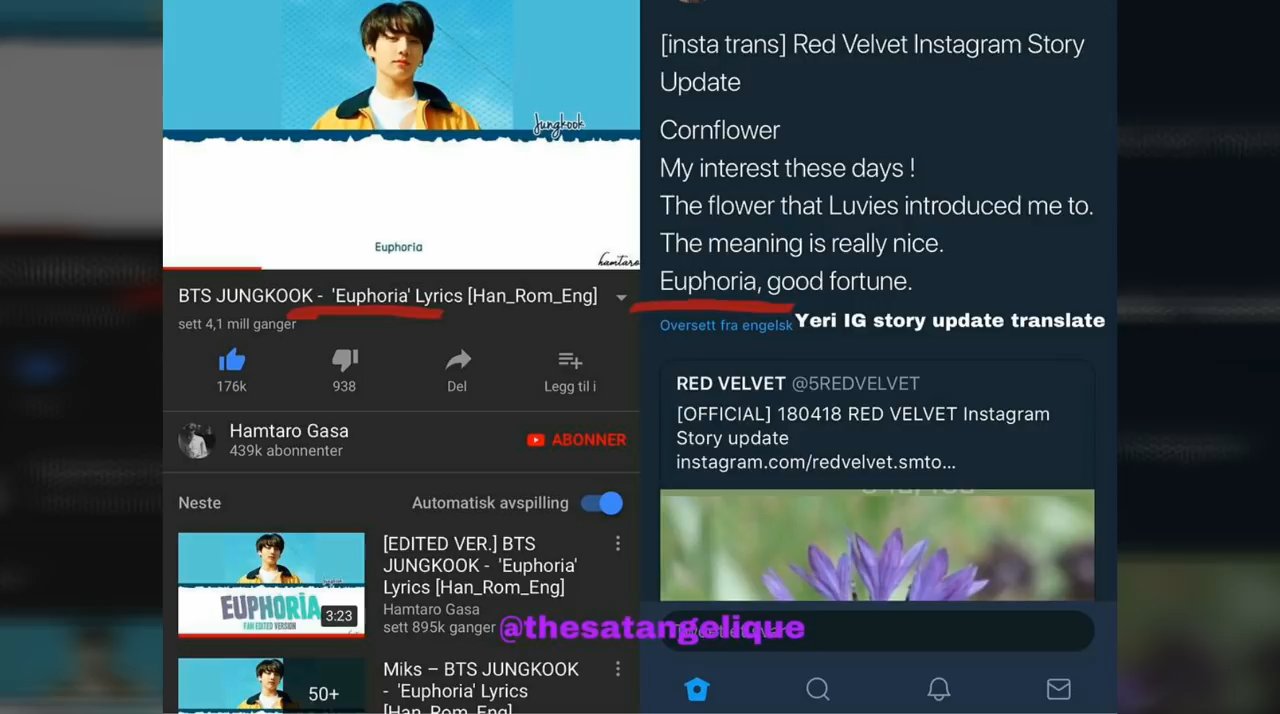 Jungkook
Euphoria
hamtaro
BTS JUNGKOOK - 'Euphoria' Lyrics [Han_Rom_Eng]
sett 4,1 mill ganger
176k
938
Del
Legg til i
Hamtaro Gasa
439k abonnenter
ABONNER
Neste
Automatisk avspilling
EUPHORIA
FAN EDITED VERSION
3:23
[EDITED VER.] BTS
JUNGKOOK - 'Euphoria'
Lyrics [Han_Rom_Eng]
Hamtaro Gasa
sett 895k ganger
50+
Miks – BTS JUNGKOOK
- 'Euphoria' Lyrics
[Han_Rom_Eng]
[insta trans] Red Velvet Instagram Story
Update
Cornflower
My interest these days !
The flower that Luvies introduced me to.
The meaning is really nice.
Euphoria, good fortune.
Oversett fra engelsk
Yeri IG story update translate
RED VELVET @5REDVELVET
[OFFICIAL] 180418 RED VELVET Instagram
Story update
instagram.com/redvelvet.smto...
@thesatangelique